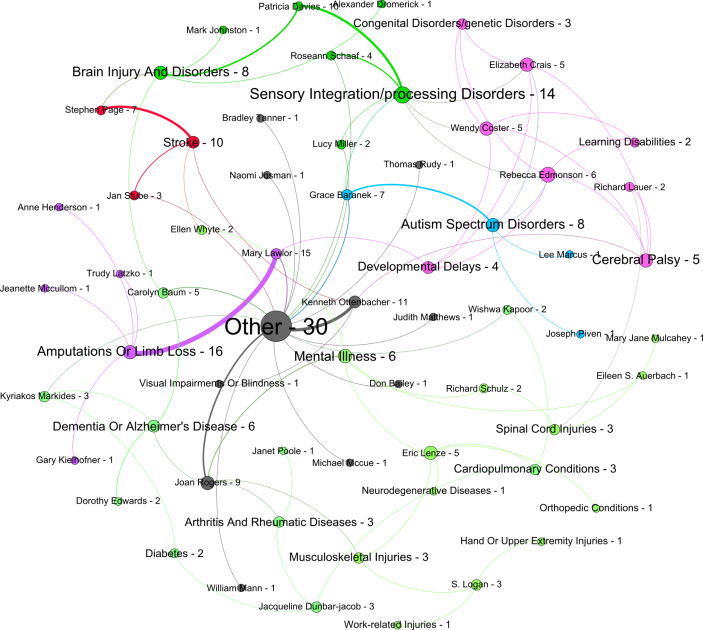 Patricia Davies - 10
Alexander Dromerick - 1
Mark Johnston - 1
Congenital Disorders/genetic Disorders - 3
Roseann Schaaf - 4
Elizabeth Crais - 5
Brain Injury And Disorders - 8
Sensory Integration/processing Disorders - 14
Stephen Page - 7
Bradley Tanner - 1
Wendy Coster - 5
Stroke - 10
Lucy Miller - 2
Learning Disabilities - 2
Thomas Rudy - 1
Naomi Josman - 1
Rebecca Edmonson - 6
Jan Stube - 3
Grace Baranek - 7
Richard Lauer - 2
Anne Henderson - 1
Autism Spectrum Disorders - 8
Ellen Whyte - 2
Mary Lawlor - 15
Lee Marcus - 1
Cerebral Palsy - 5
Developmental Delays - 4
Trudy Latzko - 1
Jeanette Mccullom - 1
Carolyn Baum - 5
Kenneth Ottenbacher - 11
Wishwa Kapoor - 2
Judith Matthews - 1
Other - 30
Joseph Piven - 1
Mary Jane Mulcahey - 1
Amputations Or Limb Loss - 16
Mental Illness - 6
Eileen S. Auerbach - 1
Visual Impairments Or Blindness - 1
Don Bailey - 1
Richard Schulz - 2
Kyriakos Markides - 3
Dementia Or Alzheimer's Disease - 6
Spinal Cord Injuries - 3
Janet Poole - 1
Eric Lenze - 5
Gary Kielhofner - 1
Michael Mccue - 1
Cardiopulmonary Conditions - 3
Joan Rogers - 9
Neurodegenerative Diseases - 1
Dorothy Edwards - 2
Orthopedic Conditions - 1
Arthritis And Rheumatic Diseases - 3
Hand Or Upper Extremity Injuries - 1
Diabetes - 2
Musculoskeletal Injuries - 3
William Mann - 1
S. Logan - 3
Jacqueline Dunbar-jacob - 3
Work-related Injuries - 1